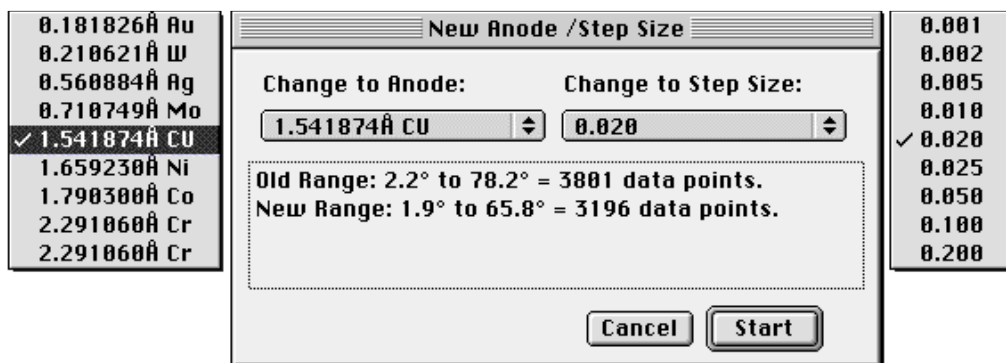 0.181826Å Au
0.210621Å W
0.560884Å Ag
0.710749Å Mo
✓ 1.541874Å CU
1.659230Å Ni
1.790300Å Co
2.291060Å Cr
2.291060Å Cr
New Anode /Step Size
Change to Anode:
Change to Step Size:
1.541874Å CU
0.020
Old Range: 2.2° to 78.2° = 3801 data points.
New Range: 1.9° to 65.8° = 3196 data points.
Cancel
Start
0.001
0.002
0.005
0.010
✓ 0.020
0.025
0.050
0.100
0.200